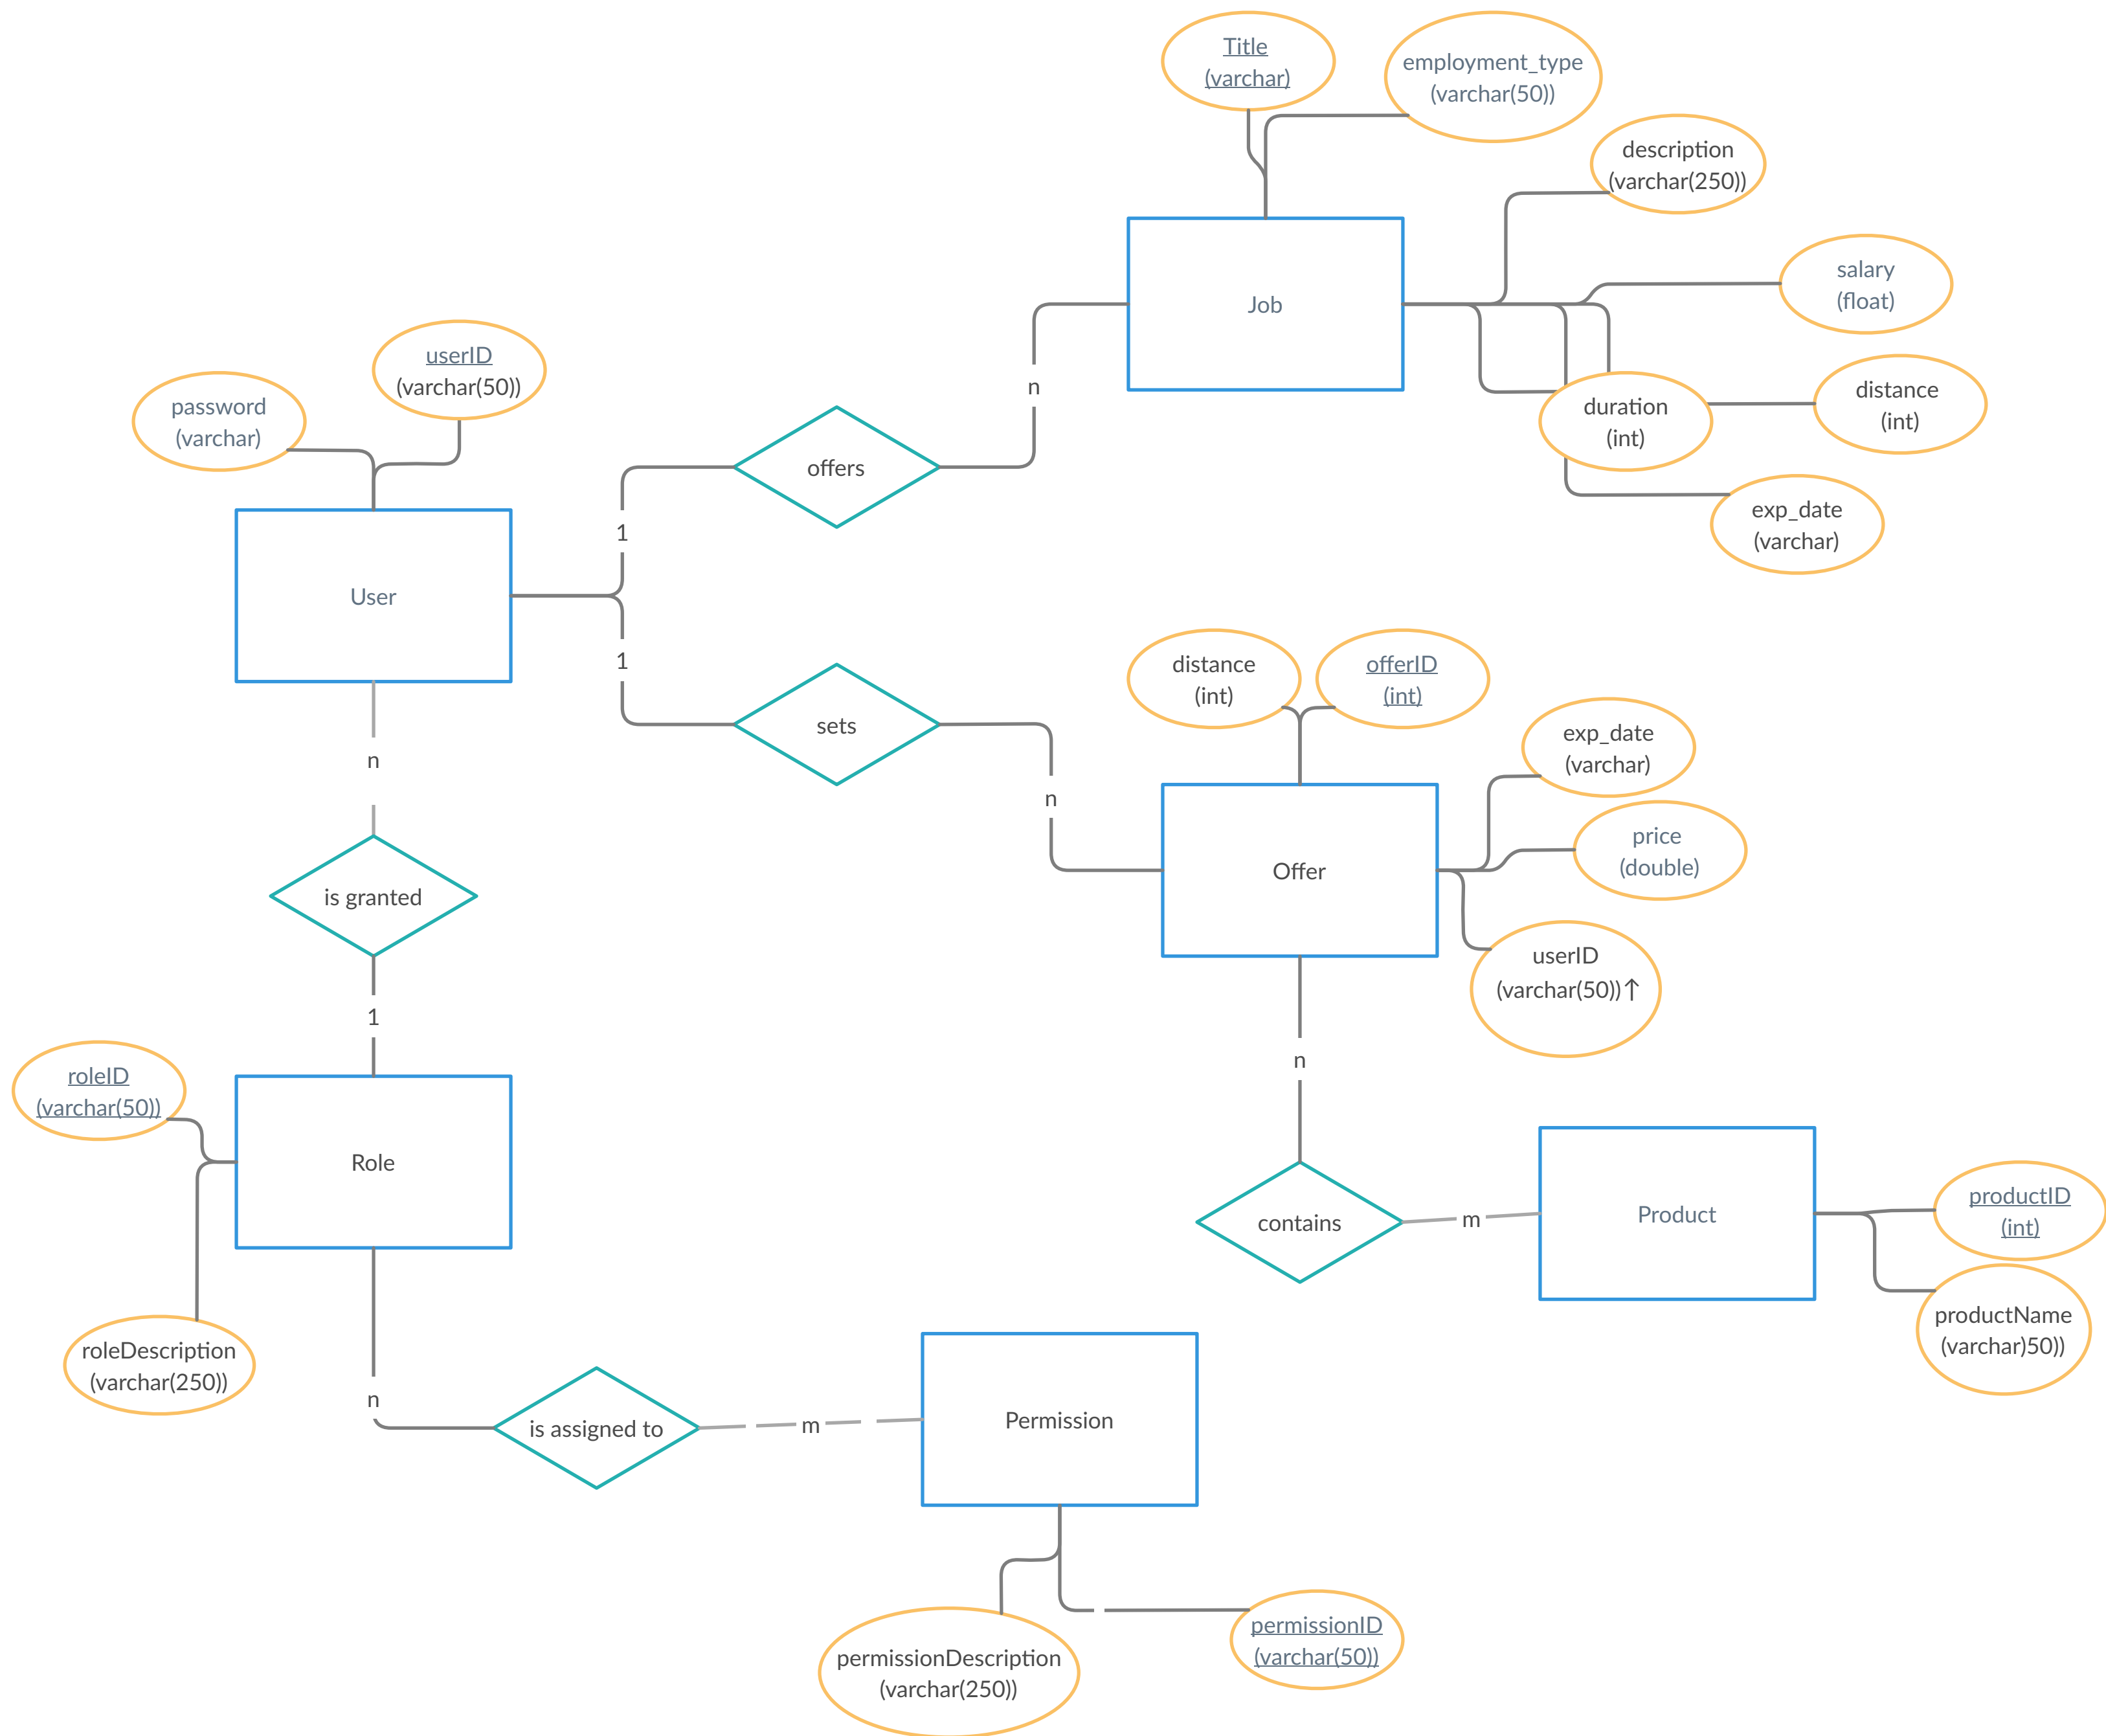 Title
(varchar)
employment_type
(varchar(50))
description
(varchar(250))
salary
(float)
Job
userID
(varchar(50))
password
(varchar)
n
duration
(int)
distance
(int)
offers
exp_date
(varchar)
1
User
1
distance
(int)
offerID
(int)
sets
exp_date
(varchar)
n
n
price
(double)
Offer
is granted
userID
(varchar(50))↑
1
n
roleID
(varchar(50))
Role
contains
m
Product
productID
(int)
productName
(varchar)50))
roleDescription
(varchar(250))
n
is assigned to
m
Permission
permissionDescription
(varchar(250))
permissionID
(varchar(50))